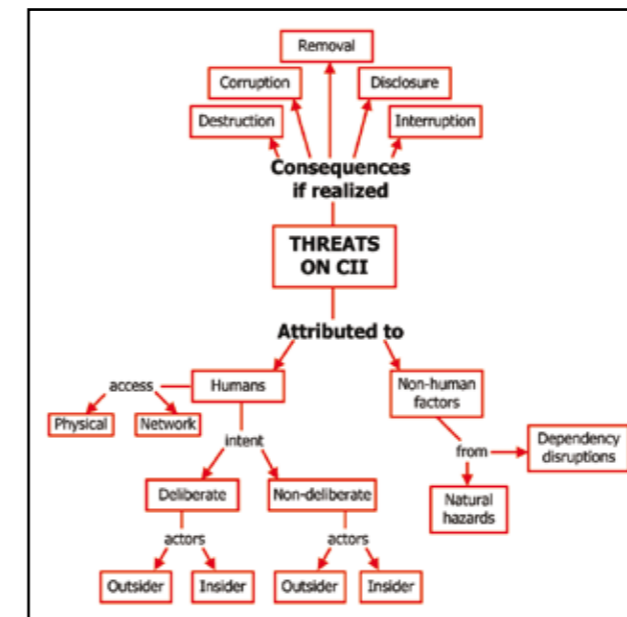 Removal
Corruption
Disclosure
Destruction
Interruption
Consequences
if realized
THREATS
ON CII
Attributed to
access
Humans
Physical
Network
Non-human
factors
intent
from
Dependency
disruptions
Deliberate
Non-deliberate
Natural
hazards
actors
actors
Outsider
Insider
Outsider
Insider